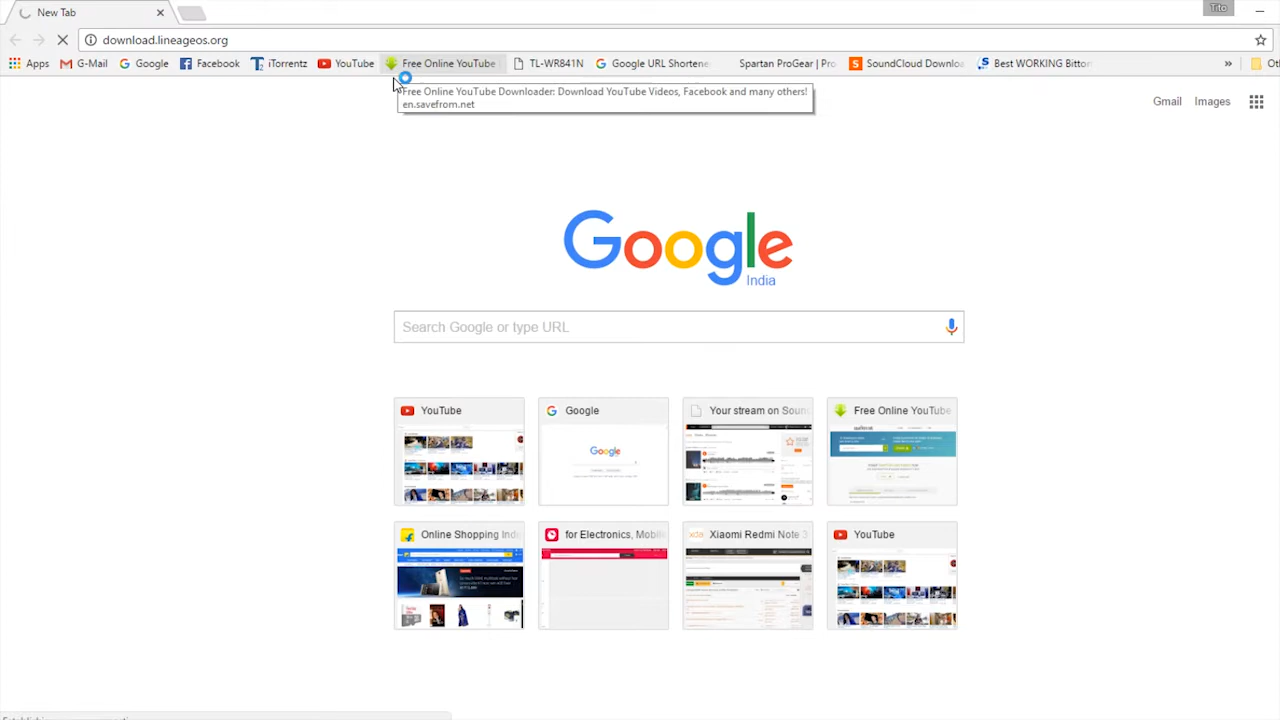 New Tab
Tito
download.lineageos.org
Apps G-Mail Google Facebook iTorrentz YouTube Free Online YouTube TL-WR841N Google URL Shortene Spartan ProGear | Pro SoundCloud Downloa Best WORKING Bitton » Ot
Free Online YouTube Downloader: Download YouTube Videos, Facebook and many others!
en.savefrom.net
Gmail Images
Google
India
Search Google or type URL
YouTube Google Your stream on Soun Free Online YouTube
Online Shopping Ind for Electronics, Mobil Xiaomi Redmi Note 3 YouTube